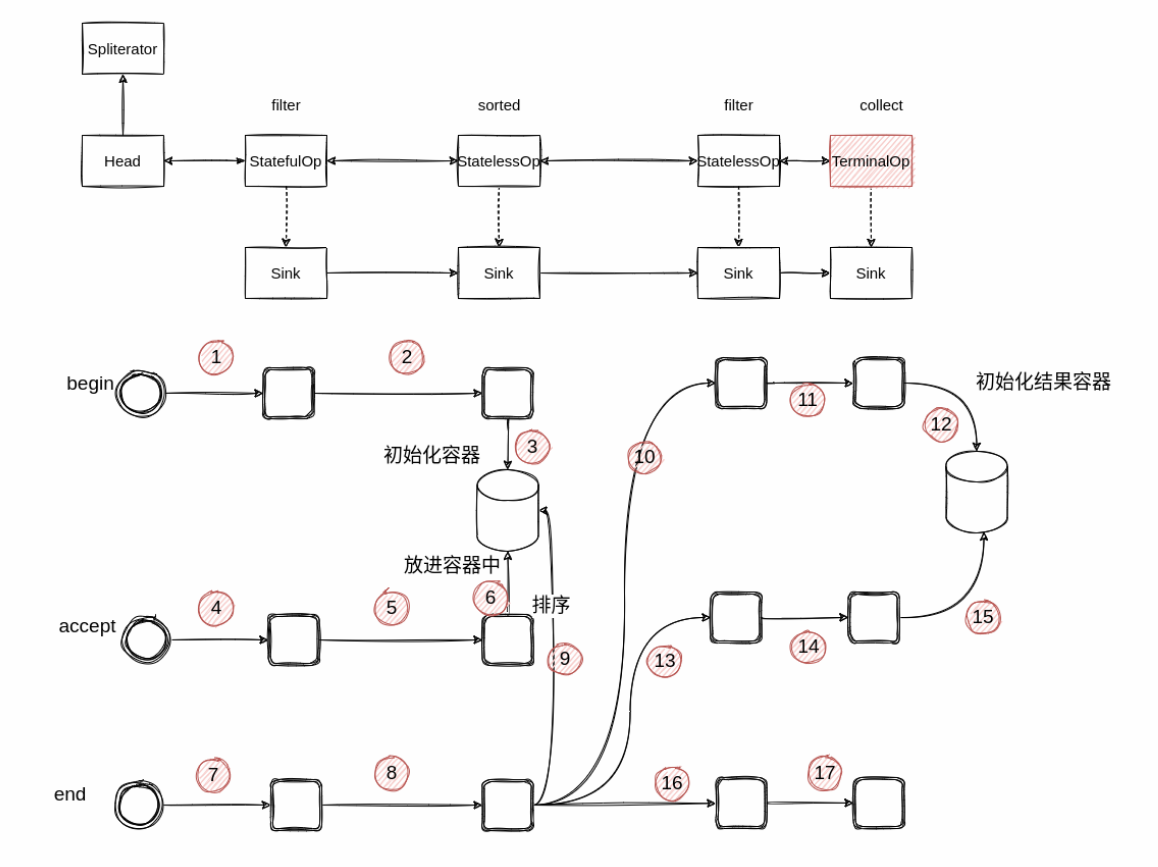 Spliterator
filter
sorted
filter
collect
Head
StatefulOp
StatelessOp
StatelessOp
TerminalOp
Sink
Sink
Sink
Sink
1
2
begin
11
初始化结果容器
12
3
初始化容器
10
放进容器中
4
5
6
排序
accept
15
14
9
13
7
8
16
17
end